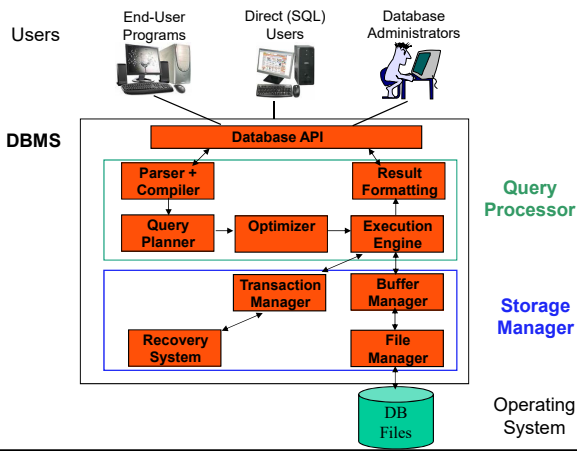 Users
End-User
Programs
Direct (SQL)
Users
Database
Administrators
DBMS
Database API
Parser +
Compiler
Result
Formatting
Query
Planner
Optimizer
Execution
Engine
Query
Processor
Transaction
Manager
Buffer
Manager
Recovery
System
File
Manager
Storage
Manager
DB
Files
Operating
System